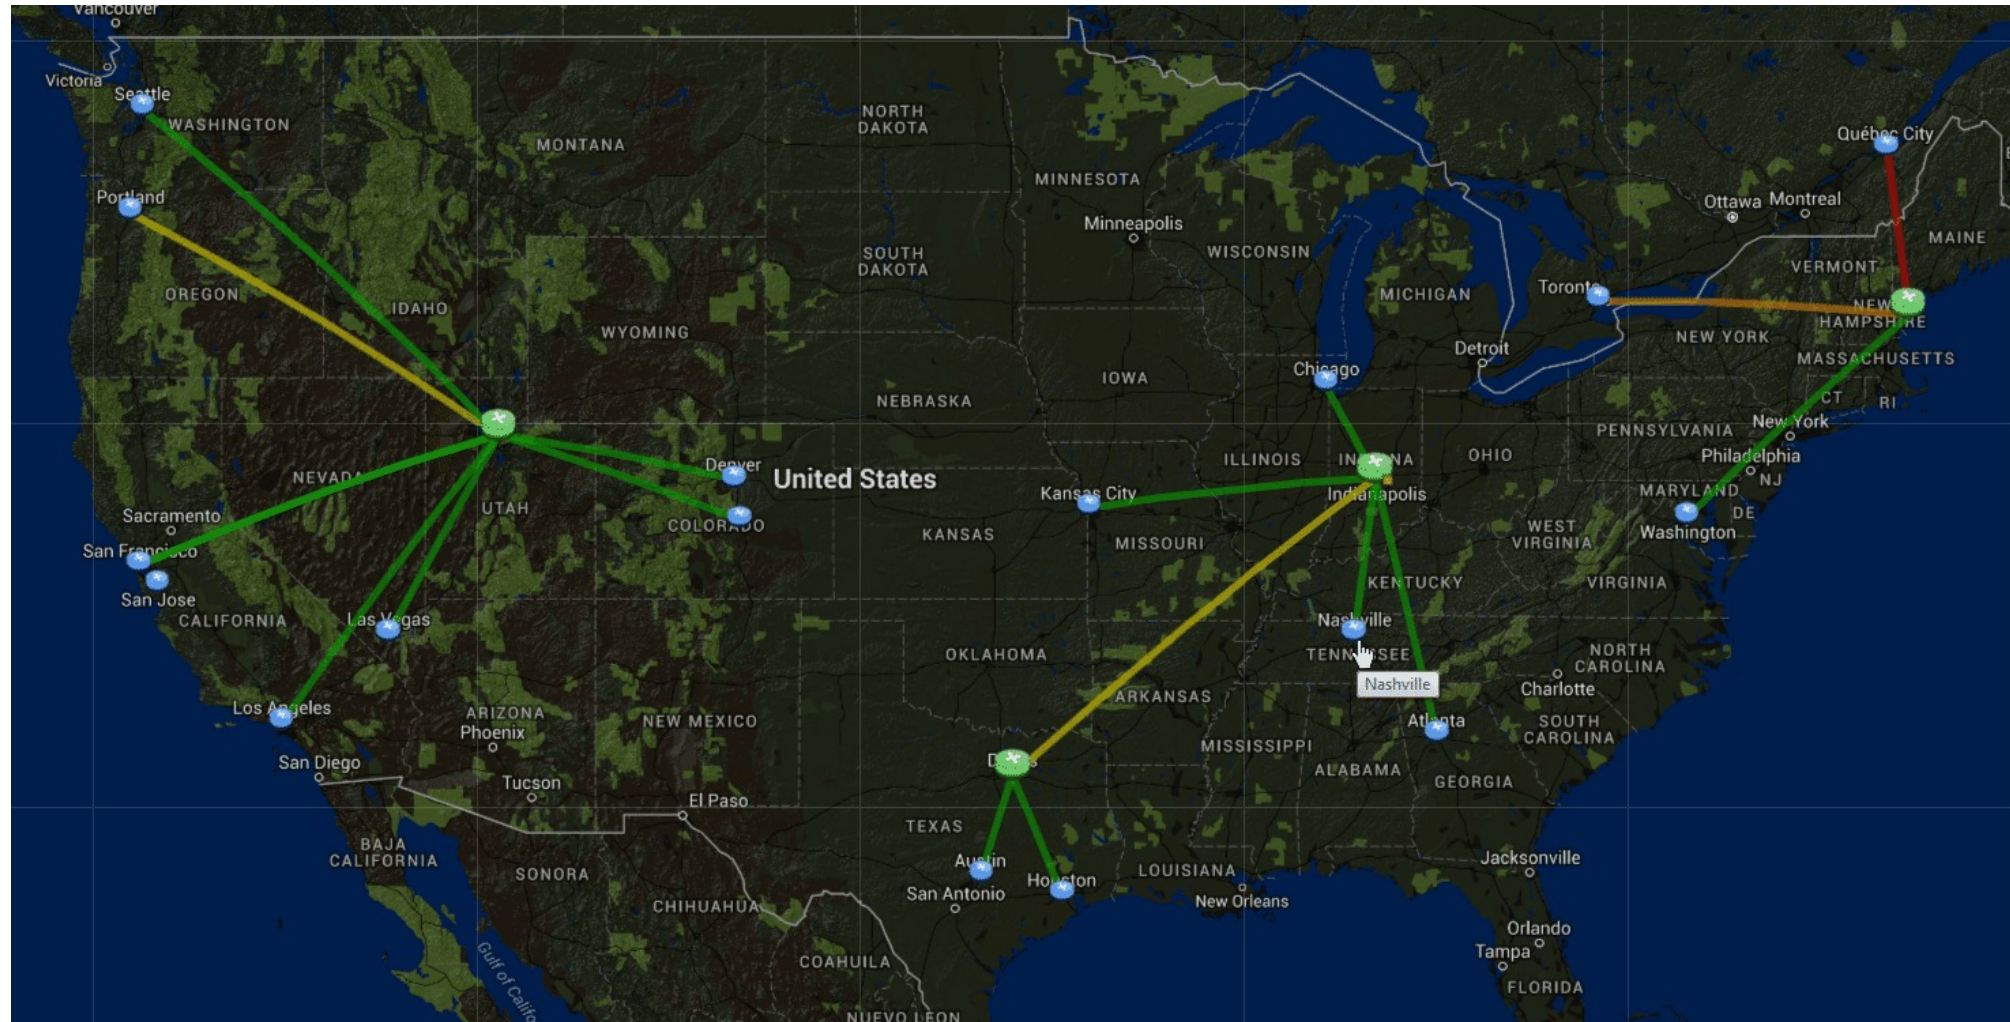 Vancouver
Victoria
Seattle
WASHINGTON
MONTANA
NORTH
DAKOTA
MINNESOTA
Québec City
Ottawa
Montreal
MAINE
Portland
Minneapolis
WISCONSIN
SOUTH
DAKOTA
VERMONT
OREGON
IDAHO
MICHIGAN
Toronto
NEW
HAMPSHIRE
WYOMING
NEW YORK
Detroit
MASSACHUSETTS
Chicago
IOWA
NEBRASKA
CT
RI
New York
PENNSYLVANIA
Philadelphia
NJ
OHIO
ILLINOIS
INDIANA
Indianapolis
Denver
United States
NEVADA
UTAH
COLORADO
Kansas City
MARYLAND
DE
Washington
Sacramento
San Francisco
San Jose
KANSAS
MISSOURI
WEST
VIRGINIA
KENTUCKY
VIRGINIA
CALIFORNIA
Las Vegas
Nashville
TENNESSEE
Nashville
OKLAHOMA
NORTH
CAROLINA
Charlotte
ARKANSAS
Los Angeles
ARIZONA
Phoenix
NEW MEXICO
Atlanta
SOUTH
CAROLINA
MISSISSIPPI
ALABAMA
GEORGIA
San Diego
Tucson
El Paso
TEXAS
BAJA
CALIFORNIA
SONORA
CHIHUAHUA
Austin
San Antonio
Houston
LOUISIANA
New Orleans
Jacksonville
Orlando
Tampa
FLORIDA
COAHUILA
Gulf of Califo
NUEVO LEON